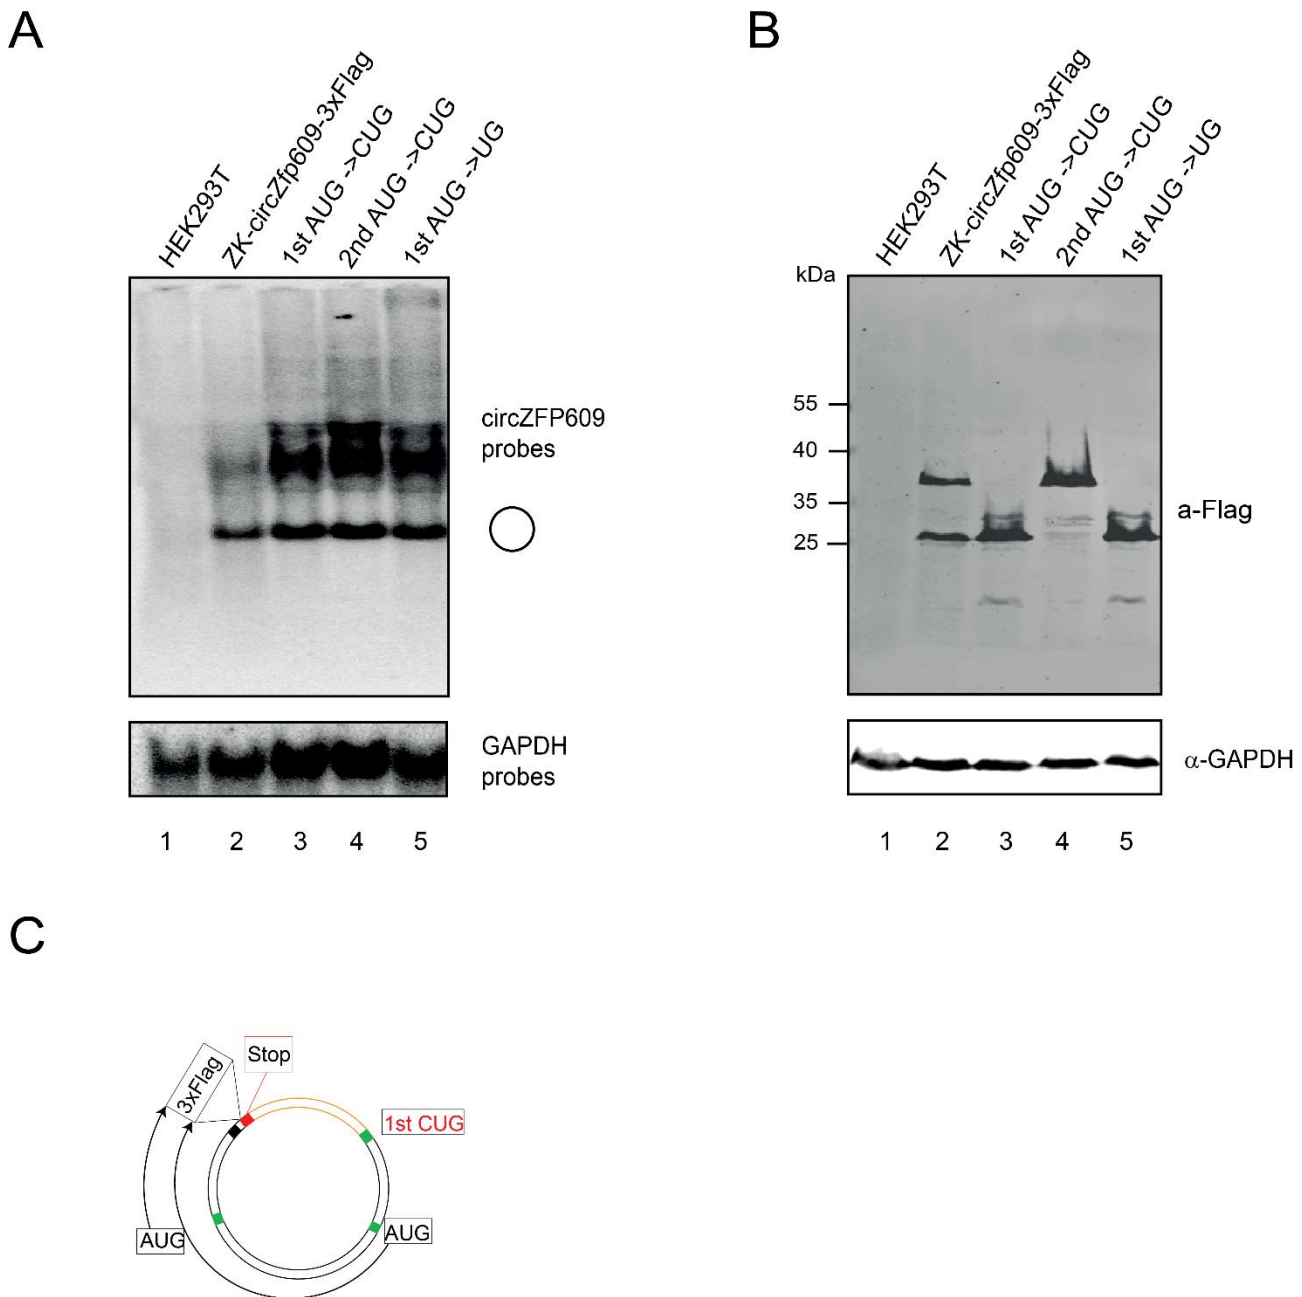 A
HEK293T
ZK-circZfp609-3xFlag
1st AUG ->CUG
2nd AUG ->CUG
1st AUG ->UG
circZFP609
probes
GAPDH
probes
1 2 3 4 5
B
HEK293T
ZK-circZfp609-3xFlag
1st AUG ->CUG
2nd AUG ->CUG
1st AUG ->UG
kDa
55
40
35
25
a-Flag
α-GAPDH
1 2 3 4 5
C
3xFlag
Stop
1st CUG
AUG
AUG